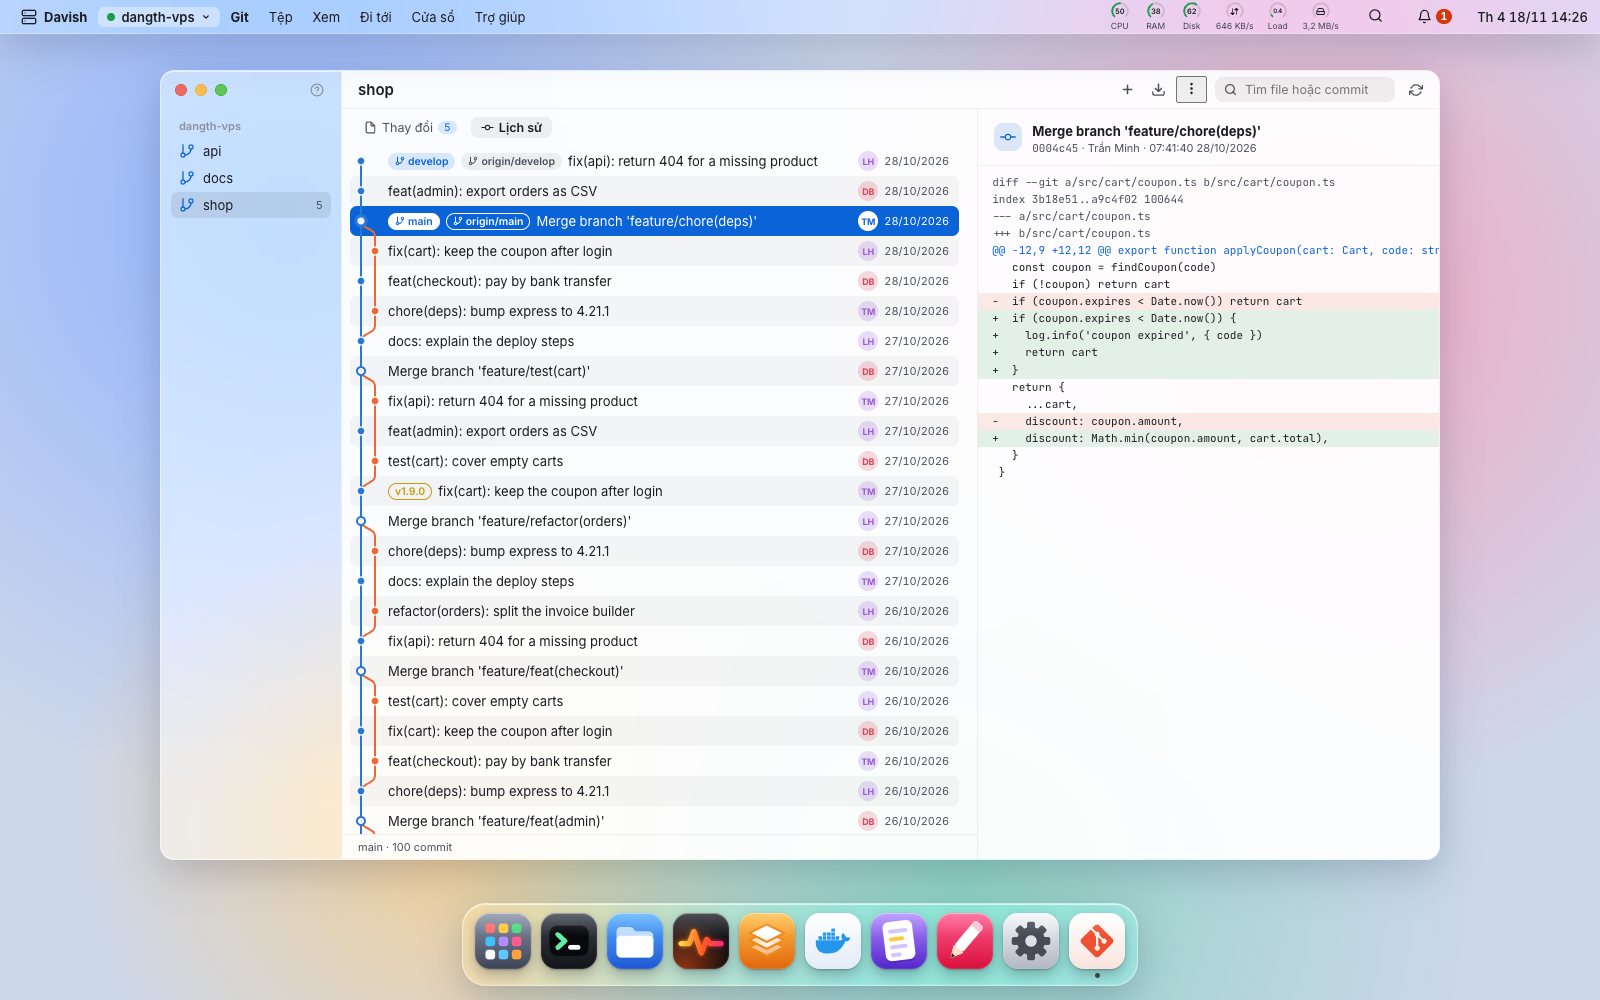 Davish dangth-vps Git Tệp Xem Đi tới Cửa sổ Trợ giúp 50 CPU 38 RAM 62 Disk 646 KB/s 0.4 Load 3,2 MB/s 1 Th 4 18/11 14:26
dangth-vps
api
docs
shop 5
shop Tìm file hoặc commit
Thay đổi 5 Lịch sử
develop origin/develop fix(api): return 404 for a missing product LH 28/10/2026
feat(admin): export orders as CSV DB 28/10/2026
main origin/main Merge branch 'feature/chore(deps)' TM 28/10/2026
fix(cart): keep the coupon after login LH 28/10/2026
feat(checkout): pay by bank transfer DB 28/10/2026
chore(deps): bump express to 4.21.1 TM 28/10/2026
docs: explain the deploy steps LH 27/10/2026
Merge branch 'feature/test(cart)' DB 27/10/2026
fix(api): return 404 for a missing product TM 27/10/2026
feat(admin): export orders as CSV LH 27/10/2026
test(cart): cover empty carts DB 27/10/2026
v1.9.0 fix(cart): keep the coupon after login TM 27/10/2026
Merge branch 'feature/refactor(orders)' LH 27/10/2026
chore(deps): bump express to 4.21.1 DB 27/10/2026
docs: explain the deploy steps TM 27/10/2026
refactor(orders): split the invoice builder LH 26/10/2026
fix(api): return 404 for a missing product DB 26/10/2026
Merge branch 'feature/feat(checkout)' TM 26/10/2026
test(cart): cover empty carts LH 26/10/2026
fix(cart): keep the coupon after login DB 26/10/2026
feat(checkout): pay by bank transfer TM 26/10/2026
chore(deps): bump express to 4.21.1 LH 26/10/2026
Merge branch 'feature/feat(admin)' DB 26/10/2026
main · 100 commit
Merge branch 'feature/chore(deps)'
0004c45 · Trần Minh · 07:41:40 28/10/2026
diff --git a/src/cart/coupon.ts b/src/cart/coupon.ts
index 3b18e51..a9c4f02 100644
--- a/src/cart/coupon.ts
+++ b/src/cart/coupon.ts
@@ -12,9 +12,12 @@ export function applyCoupon(cart: Cart, code: str
const coupon = findCoupon(code)
if (!coupon) return cart
- if (coupon.expires < Date.now()) return cart
+ if (coupon.expires < Date.now()) {
+ log.info('coupon expired', { code })
+ return cart
+ }
return {
...cart,
- discount: coupon.amount,
+ discount: Math.min(coupon.amount, cart.total),
}
}